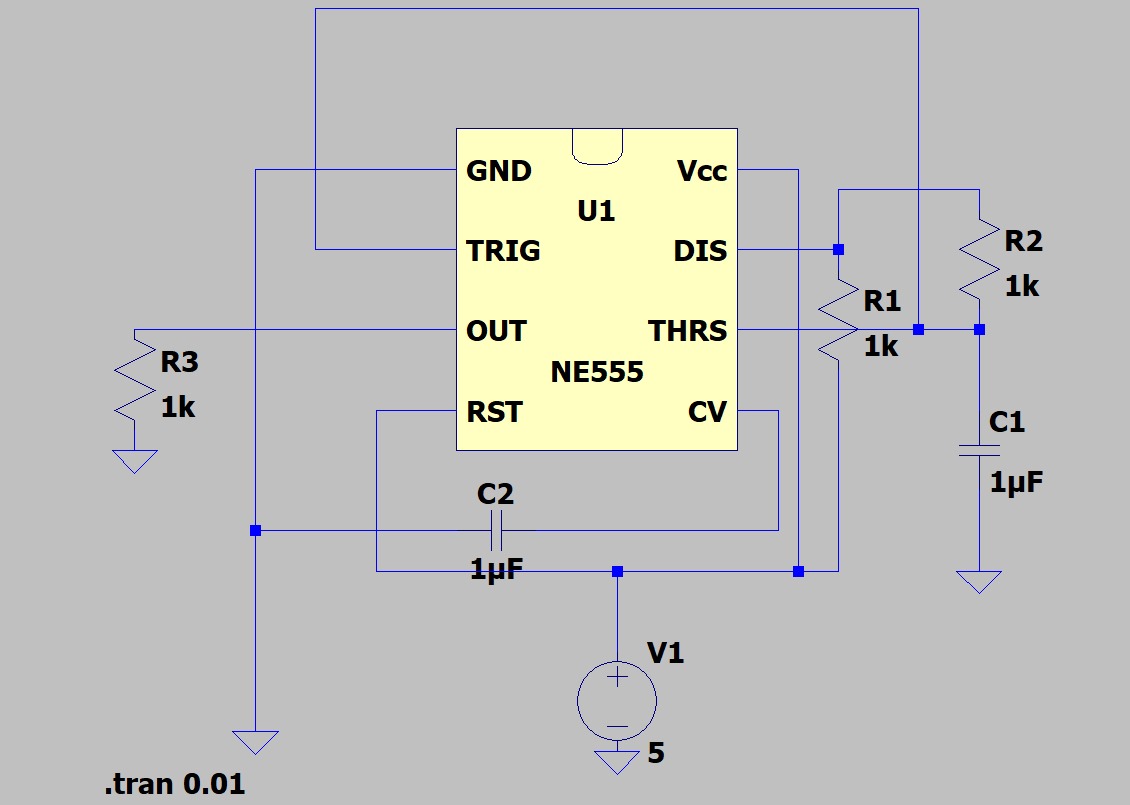 GND
Vcc
U1
TRIG
DIS
R2
1k
R1
1k
OUT
THRS
R3
1k
NE555
RST
CV
C1
1µF
C2
1µF
V1
+
−
5
.tran 0.01